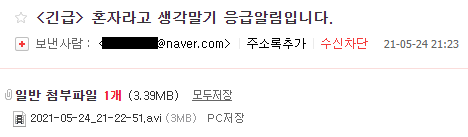 <긴급> 혼자라고 생각말기 응급알림입니다.
보낸사람 : < @naver.com> 주소록추가 수신차단 21-05-24 21:23
일반 첨부파일 1개 (3.39MB) 모두저장
2021-05-24_21-22-51.avi (3MB) PC저장